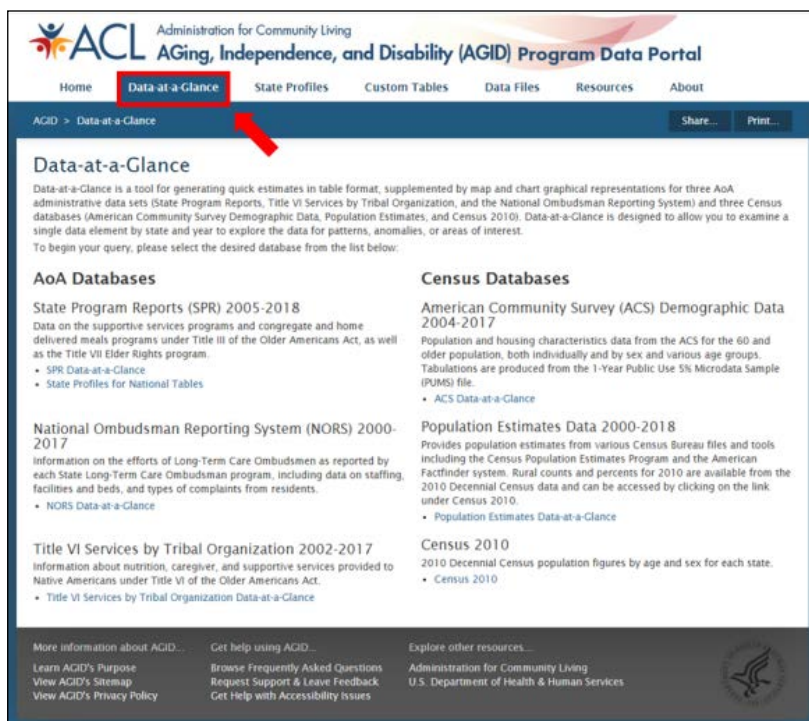 ACL Administration for Community Living
AGing, Independence, and Disability (AGID) Program Data Portal
Home Data-at-a-Glance State Profiles Custom Tables Data Files Resources About
AGID > Data-at-a-Glance Share... Print...
Data-at-a-Glance
Data-at-a-Glance is a tool for generating quick estimates in table format, supplemented by map and chart graphical representations for three AoA
administrative data sets (State Program Reports, Title VI Services by Tribal Organization, and the National Ombudsman Reporting System) and three Census
databases (American Community Survey Demographic Data, Population Estimates, and Census 2010). Data-at-a-Glance is designed to allow you to examine a
single data element by state and year to explore the data for patterns, anomalies, or areas of interest.
To begin your query, please select the desired database from the list below:
AoA Databases
State Program Reports (SPR) 2005-2018
Data on the supportive services programs and congregate and home
delivered meals programs under Title III of the Older Americans Act, as well
as the Title VII Elder Rights program.
• SPR Data-at-a-Glance
• State Profiles for National Tables
National Ombudsman Reporting System (NORS) 2000-
2017
Information on the efforts of Long-Term Care Ombudsmen as reported by
each State Long-Term Care Ombudsman program, including data on staffing,
facilities and beds, and types of complaints from residents.
• NORS Data-at-a-Glance
Title VI Services by Tribal Organization 2002-2017
Information about nutrition, caregiver, and supportive services provided to
Native Americans under Title VI of the Older Americans Act.
• Title VI Services by Tribal Organization Data-at-a-Glance
Census Databases
American Community Survey (ACS) Demographic Data
2004-2017
Population and housing characteristics data from the ACS for the 60 and
older population, both individually and by sex and various age groups.
Tabulations are produced from the 1-Year Public Use 5% Microdata Sample
(PUMS) file.
• ACS Data-at-a-Glance
Population Estimates Data 2000-
2018
Provides population estimates from various Census Bureau files and tools
including the Census Population Estimates Program and the American
Factfinder system. Rural counts and percents for 2010 are available from the
2010 Decennial Census data and can be accessed by clicking on the link
under Census 2010.
• Population Estimates Data-at-a-Glance
Census 2010
2010 Decennial Census population figures by age and sex for each state.
• Census 2010
More information about AGID...
Learn AGID's Purpose
View AGID's Sitemap
View AGID's Privacy Policy
Get help using AGID...
Browse Frequently Asked Questions
Request Support & Leave Feedback
Get Help with Accessibility Issues
Explore other resources...
Administration for Community Living
U.S. Department of Health & Human Services